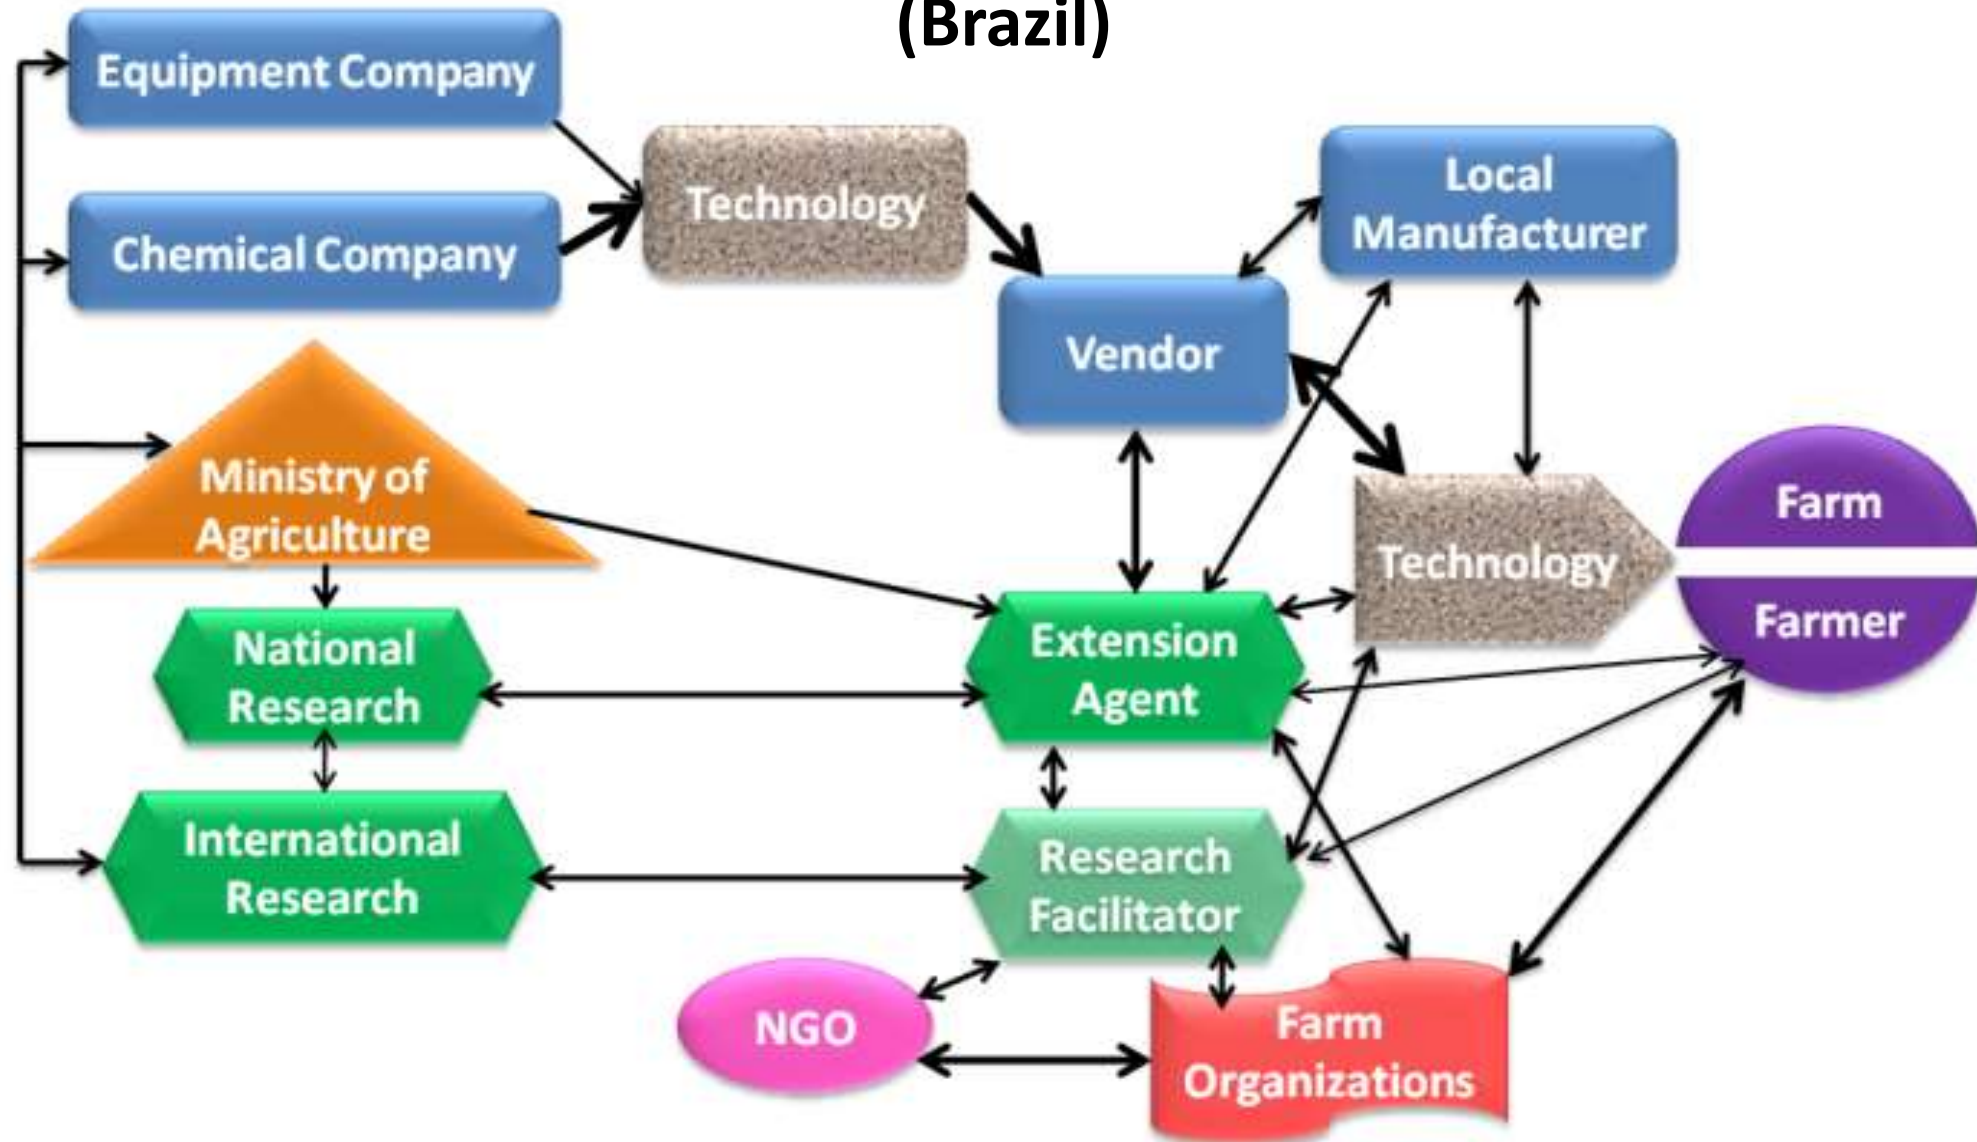 (Brazil)
Equipment Company
Chemical Company
Technology
Local
Manufacturer
Vendor
Ministry of
Agriculture
Farm
Technology
Farmer
National
Research
Extension
Agent
International
Research
Research
Facilitator
NGO
Farm
Organizations